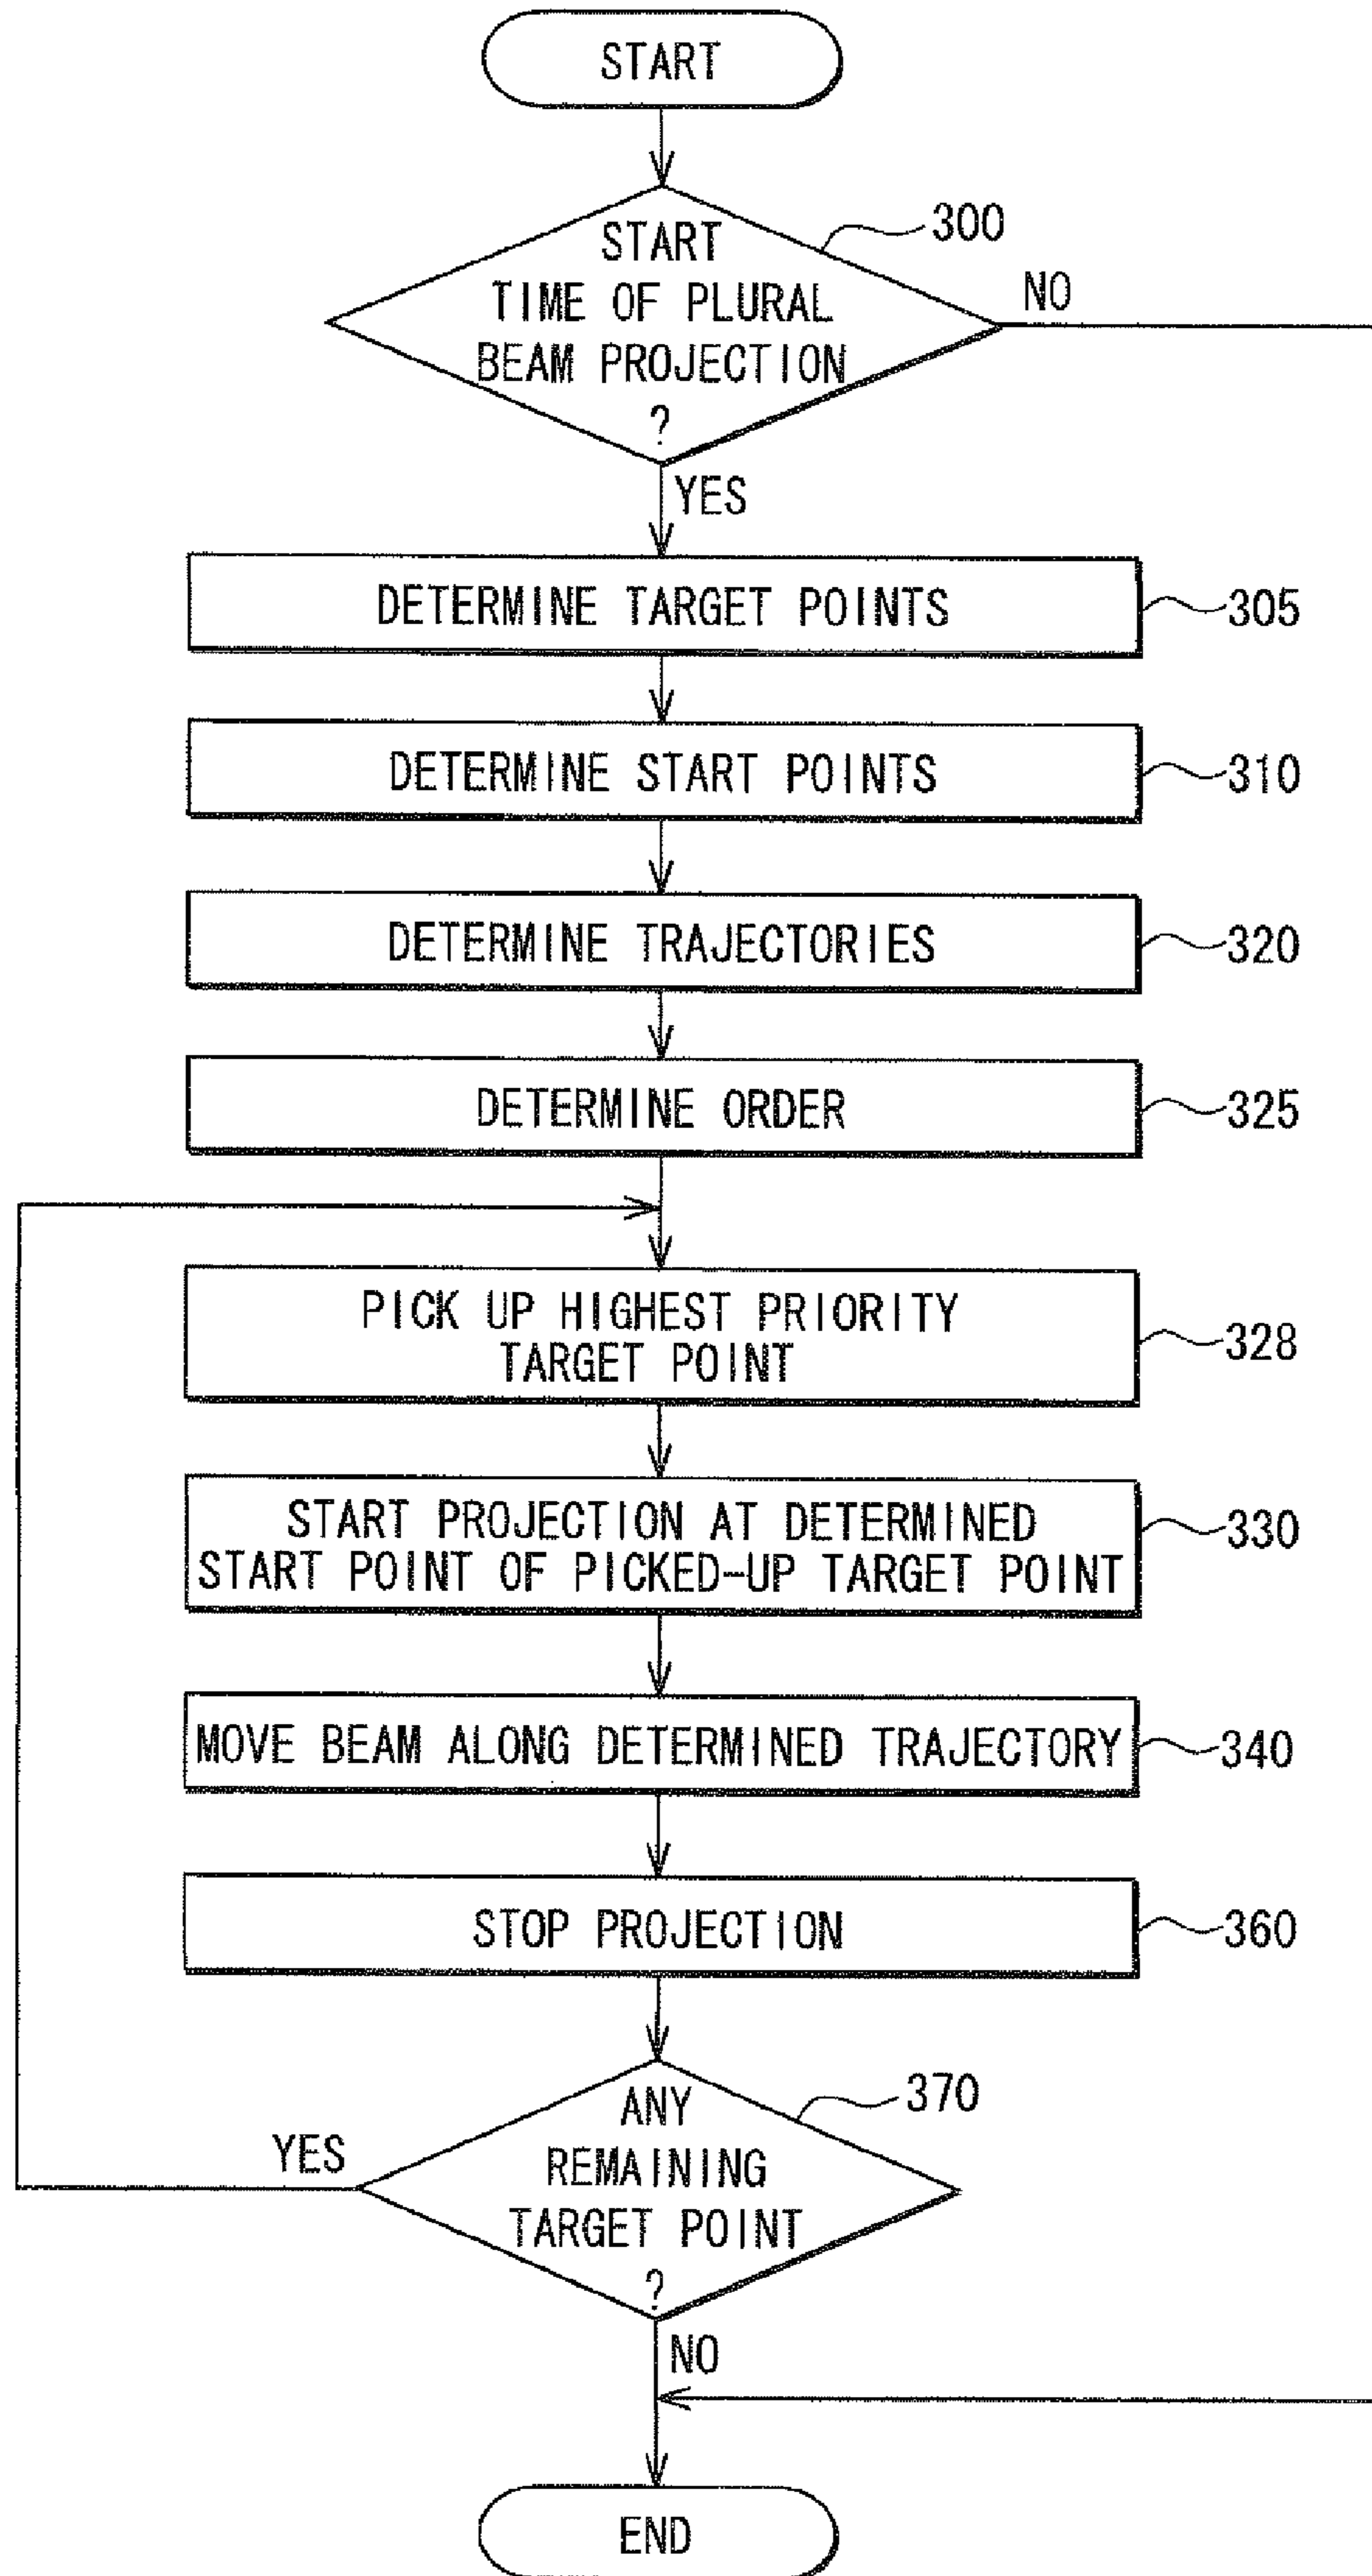 START
START
TIME OF PLURAL
BEAM PROJECTION
?
300
NO
YES
DETERMINE TARGET POINTS
305
DETERMINE START POINTS
310
DETERMINE TRAJECTORIES
320
DETERMINE ORDER
325
PICK UP HIGHEST PRIORITY
TARGET POINT
328
START PROJECTION AT DETERMINED
START POINT OF PICKED-UP TARGET POINT
330
MOVE BEAM ALONG DETERMINED TRAJECTORY
340
STOP PROJECTION
360
ANY
REMAINING
TARGET POINT
?
370
YES
NO
END